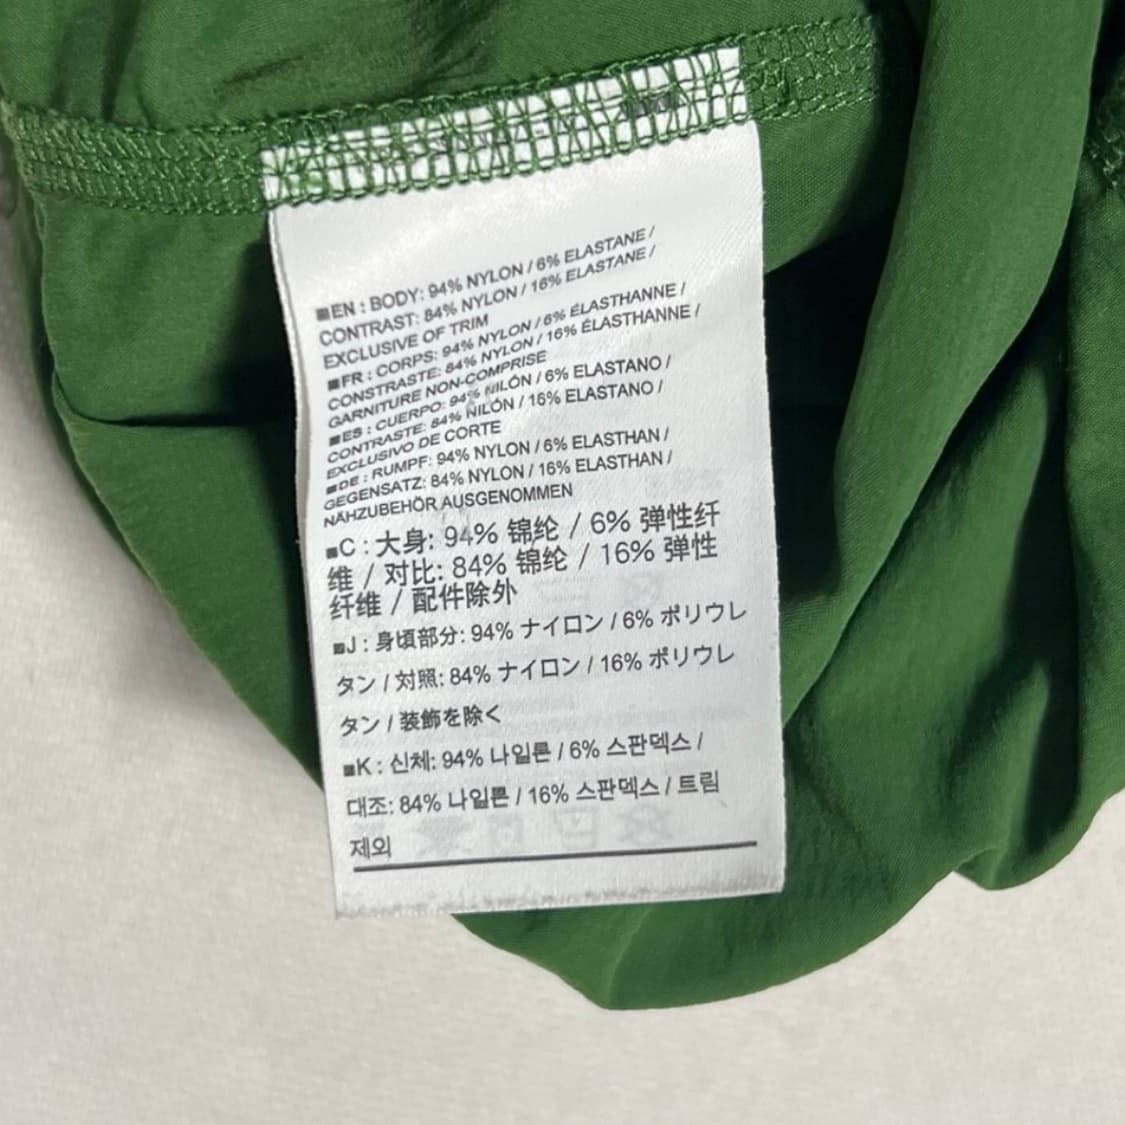 ■EN : BODY: 94% NYLON / 6% ELASTANE /
CONTRAST: 84% NYLON / 16% ELASTANE /
EXCLUSIVE OF TRIM
■FR : CORPS: 94% NYLON / 6% ÉLASTHANNE /
CONSTRASTE: 84% NYLON / 16% ÉLASTHANNE /
GARNITURE NON-COMPRISE
■ES : CUERPO: 94% NILÓN / 6% ELASTANO /
CONTRASTE: 84% NILÓN / 16% ELASTANO /
EXCLUSIVO DE CORTE
■DE : RUMPF: 94% NYLON / 6% ELASTHAN /
GEGENSATZ: 84% NYLON / 16% ELASTHAN /
NÄHZUBEHÖR AUSGENOMMEN
■C : 大身: 94% 锦纶 / 6% 弹性纤
维 / 对比: 84% 锦纶 / 16% 弹性
纤维 / 配件除外
■J : 身頃部分: 94% ナイロン / 6% ポリウレ
タン / 対照: 84% ナイロン / 16% ポリウレ
タン / 装飾を除く
■K : 신체: 94% 나일론 / 6% 스판덱스 /
대조: 84% 나일론 / 16% 스판덱스 / 트림
제외